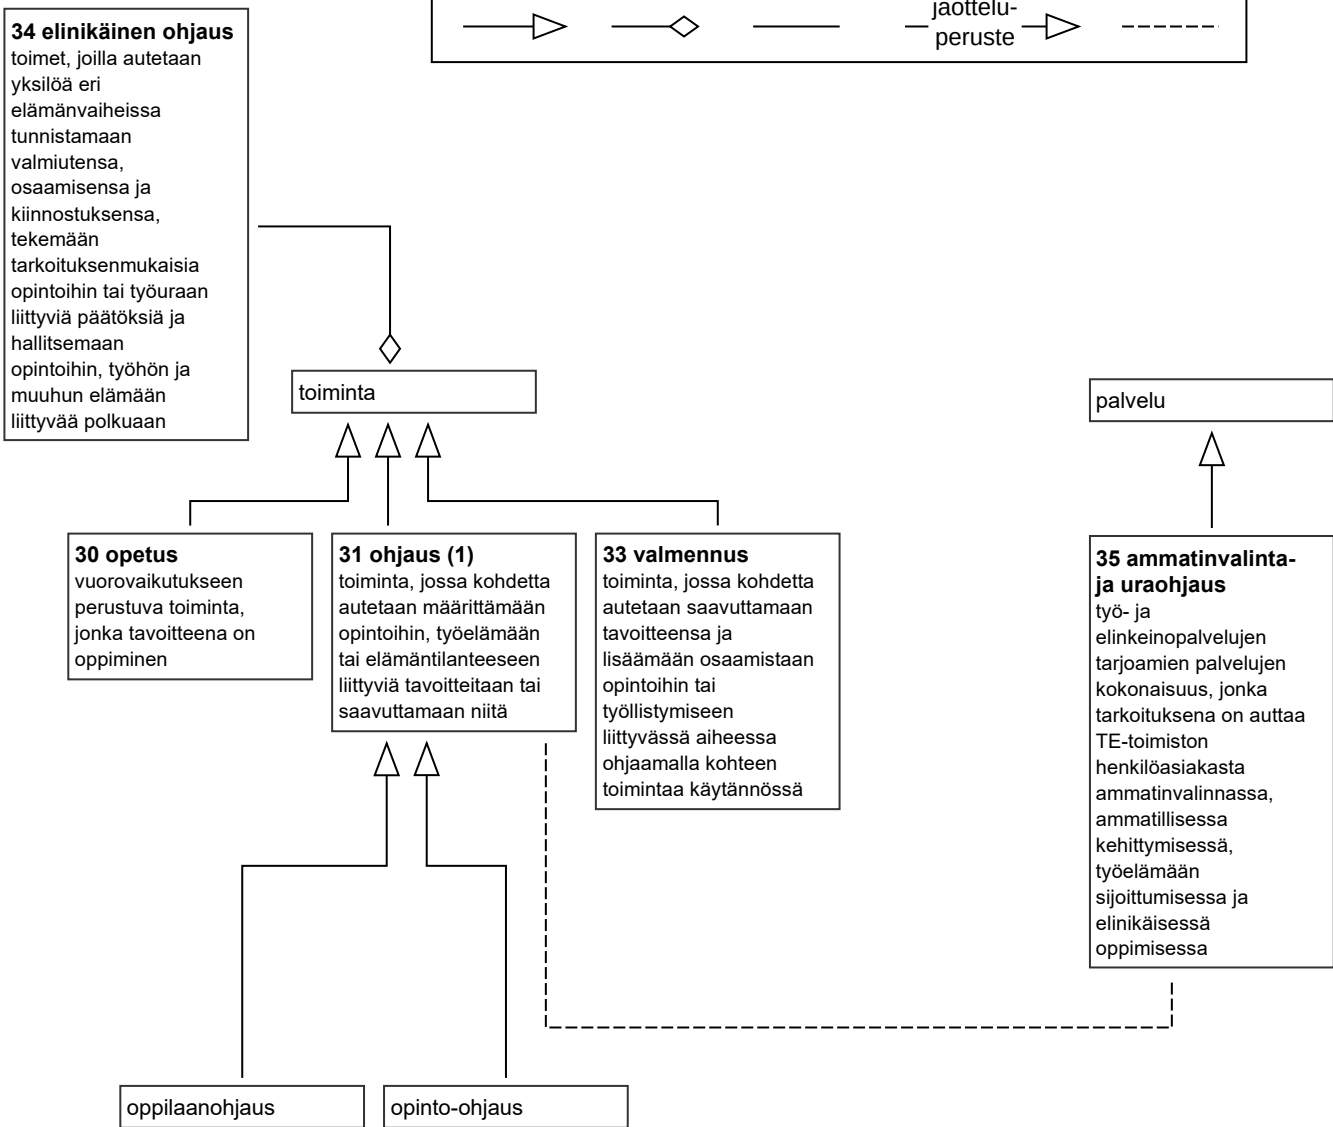 jaottelu-
peruste
34 elinikäinen ohjaus
toimet, joilla autetaan
yksilöä eri
elämänvaiheissa
tunnistamaan
valmiutensa,
osaamisensa ja
kiinnostuksensa,
tekemään
tarkoituksenmukaisia
opintoihin tai työuraan
liittyviä päätöksiä ja
hallitsemaan
opintoihin, työhön ja
muuhun elämään
liittyvää polkuaan
toiminta
palvelu
30 opetus
vuorovaikutukseen
perustuva toiminta,
jonka tavoitteena on
oppiminen
31 ohjaus (1)
toiminta, jossa kohdetta
autetaan määrittämään
opintoihin, työelämään
tai elämäntilanteeseen
liittyviä tavoitteitaan tai
saavuttamaan niitä
33 valmennus
toiminta, jossa kohdetta
autetaan saavuttamaan
tavoitteensa ja
lisäämään osaamistaan
opintoihin tai
työllistymiseen
liittyvässä aiheessa
ohjaamalla kohteen
toimintaa käytännössä
35 ammatinvalinta-
ja uraohjaus
työ- ja
elinkeinopalvelujen
tarjoamien palvelujen
kokonaisuus, jonka
tarkoituksena on auttaa
TE-toimiston
henkilöasiakasta
ammatinvalinnassa,
ammatillisessa
kehittymisessä,
työelämään
sijoittumisessa ja
elinikäisessä
oppimisessa
oppilaanohjaus
opinto-ohjaus